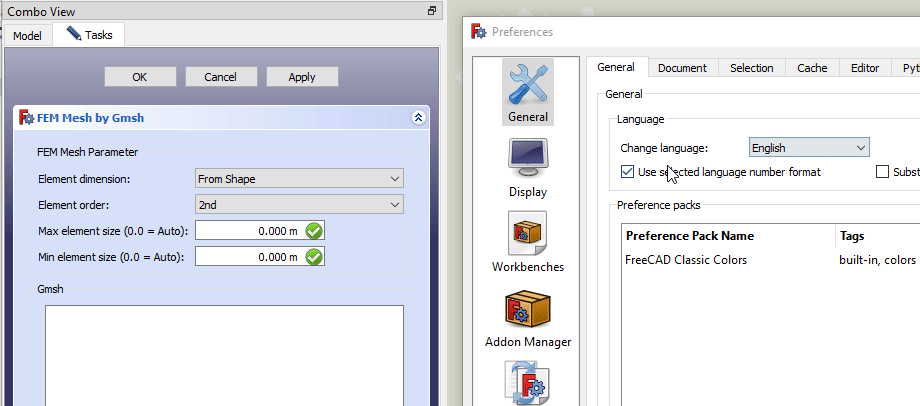 Combo View
Model
Tasks
OK
Cancel
Apply
FEM Mesh by Gmsh
FEM Mesh Parameter
Element dimension:
From Shape
Element order:
2nd
Max element size (0.0 = Auto):
0.000 m
Min element size (0.0 = Auto):
0.000 m
Gmsh
Preferences
General
Display
Workbenches
Addon Manager
General
Document
Selection
Cache
Editor
General
Language
Change language:
English
Use selected language number format
Preference packs
Preference Pack Name
Tags
FreeCAD Classic Colors
built-in, colors